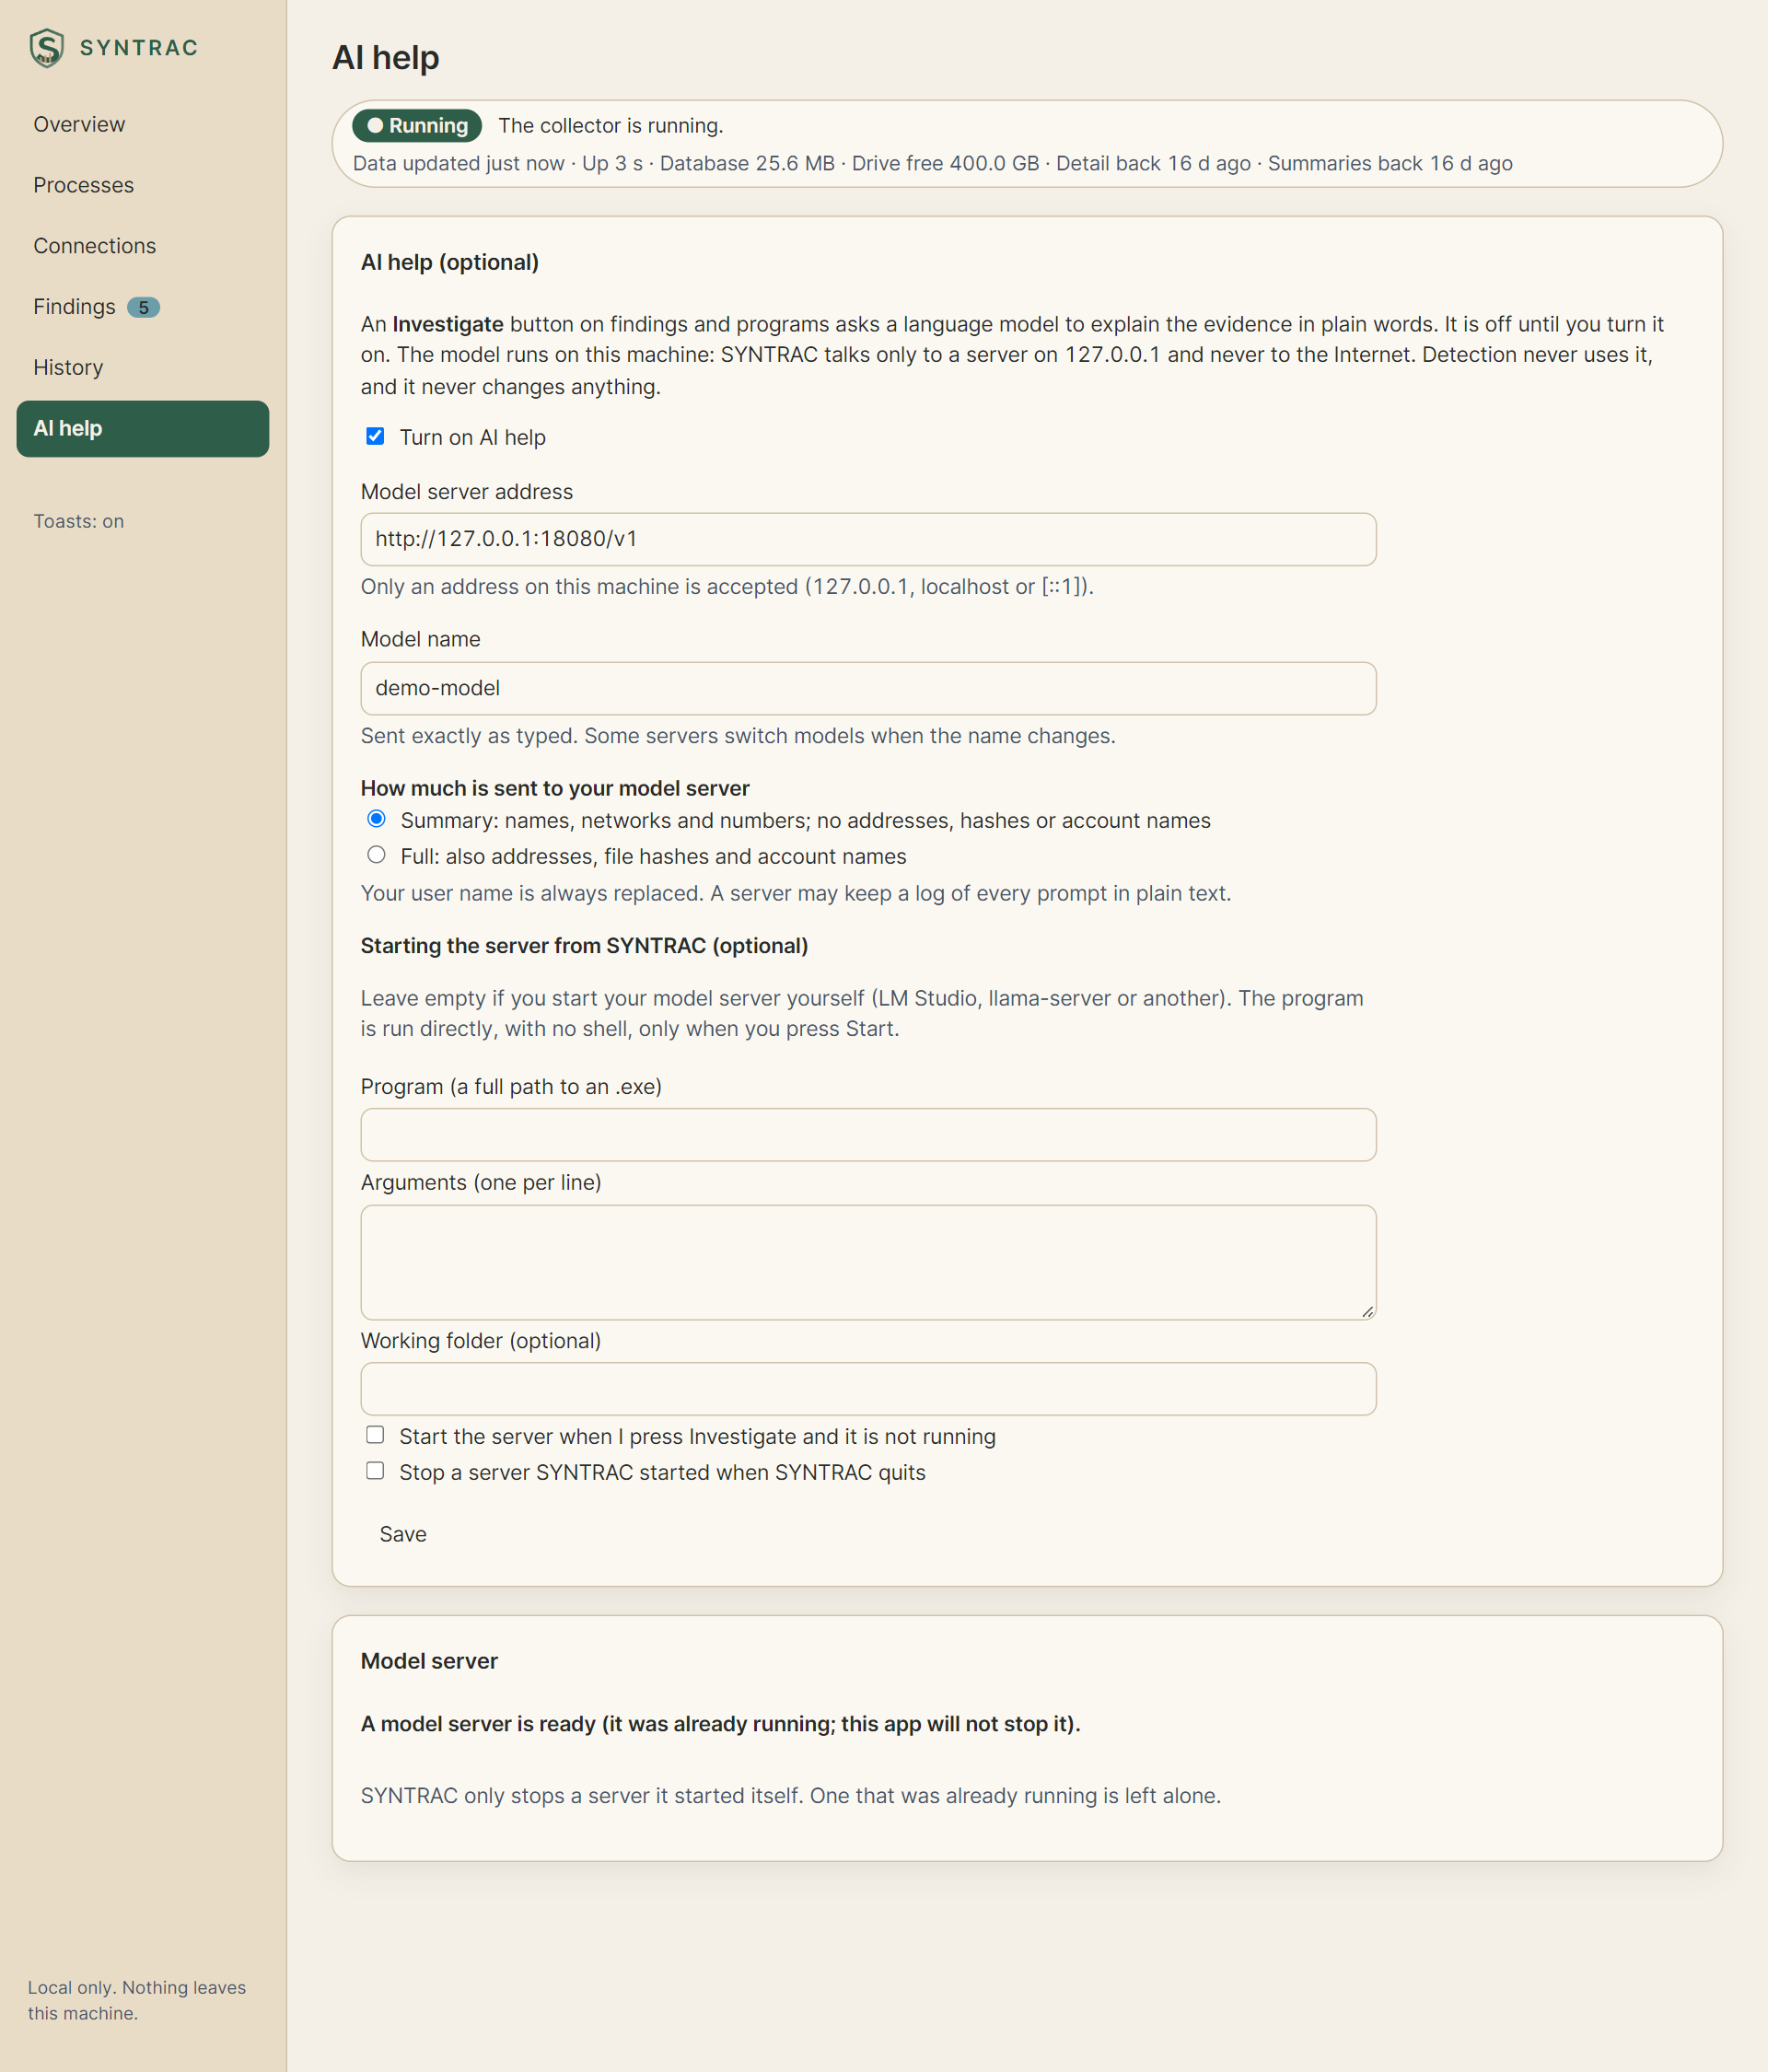 SYNTRAC
Overview
Processes
Connections
Findings 5
History
AI help
Toasts: on
Local only. Nothing leaves
this machine.
AI help
Running The collector is running.
Data updated just now · Up 3 s · Database 25.6 MB · Drive free 400.0 GB · Detail back 16 d ago · Summaries back 16 d ago
AI help (optional)
An Investigate button on findings and programs asks a language model to explain the evidence in plain words. It is off until you turn it
on. The model runs on this machine: SYNTRAC talks only to a server on 127.0.0.1 and never to the Internet. Detection never uses it,
and it never changes anything.
Turn on AI help
Model server address
http://127.0.0.1:18080/v1
Only an address on this machine is accepted (127.0.0.1, localhost or [::1]).
Model name
demo-model
Sent exactly as typed. Some servers switch models when the name changes.
How much is sent to your model server
Summary: names, networks and numbers; no addresses, hashes or account names
Full: also addresses, file hashes and account names
Your user name is always replaced. A server may keep a log of every prompt in plain text.
Starting the server from SYNTRAC (optional)
Leave empty if you start your model server yourself (LM Studio, llama-server or another). The program
is run directly, with no shell, only when you press Start.
Program (a full path to an .exe)
Arguments (one per line)
Working folder (optional)
Start the server when I press Investigate and it is not running
Stop a server SYNTRAC started when SYNTRAC quits
Save
Model server
A model server is ready (it was already running; this app will not stop it).
SYNTRAC only stops a server it started itself. One that was already running is left alone.